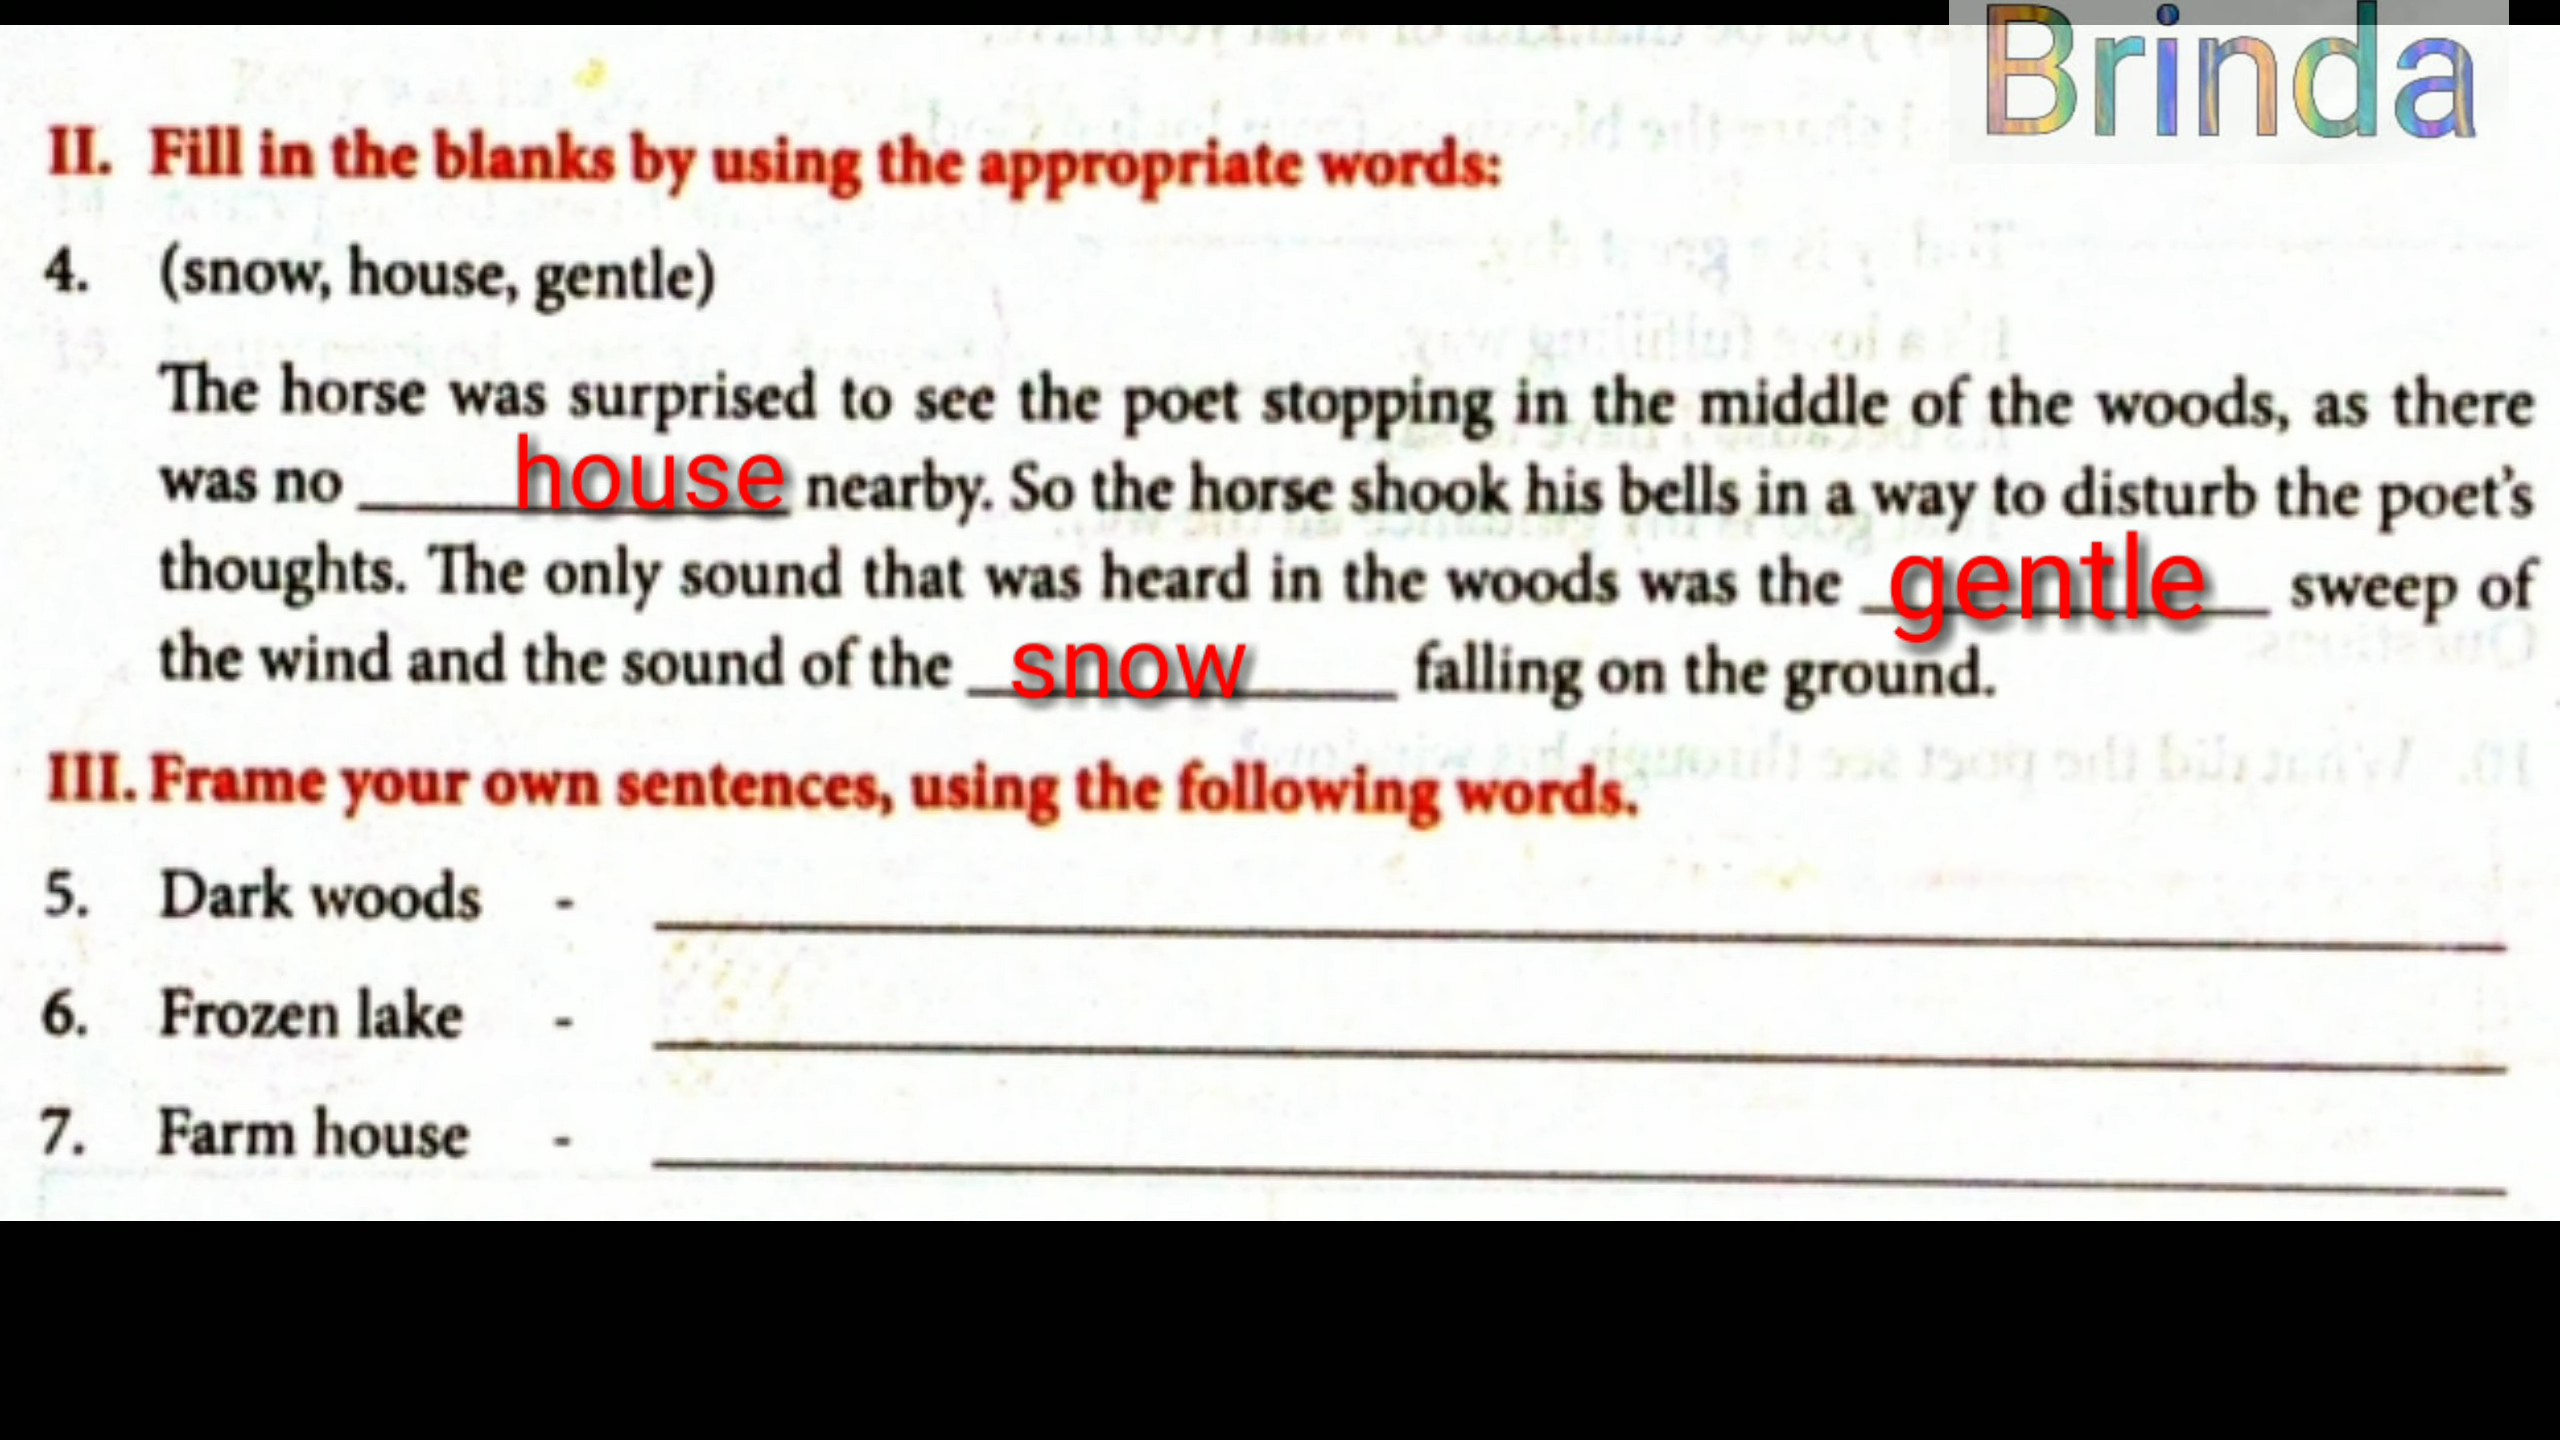 Brinda
II. Fill in the blanks by using the appropriate words:
4. (snow, house, gentle)
The horse was surprised to see the poet stopping in the middle of the woods, as there
was no house nearby. So the horse shook his bells in a way to disturb the poet's
thoughts. The only sound that was heard in the woods was the gentle sweep of
the wind and the sound of the snow falling on the ground.
III. Frame your own sentences, using the following words.
5. Dark woods -
6. Frozen lake -
7. Farm house -